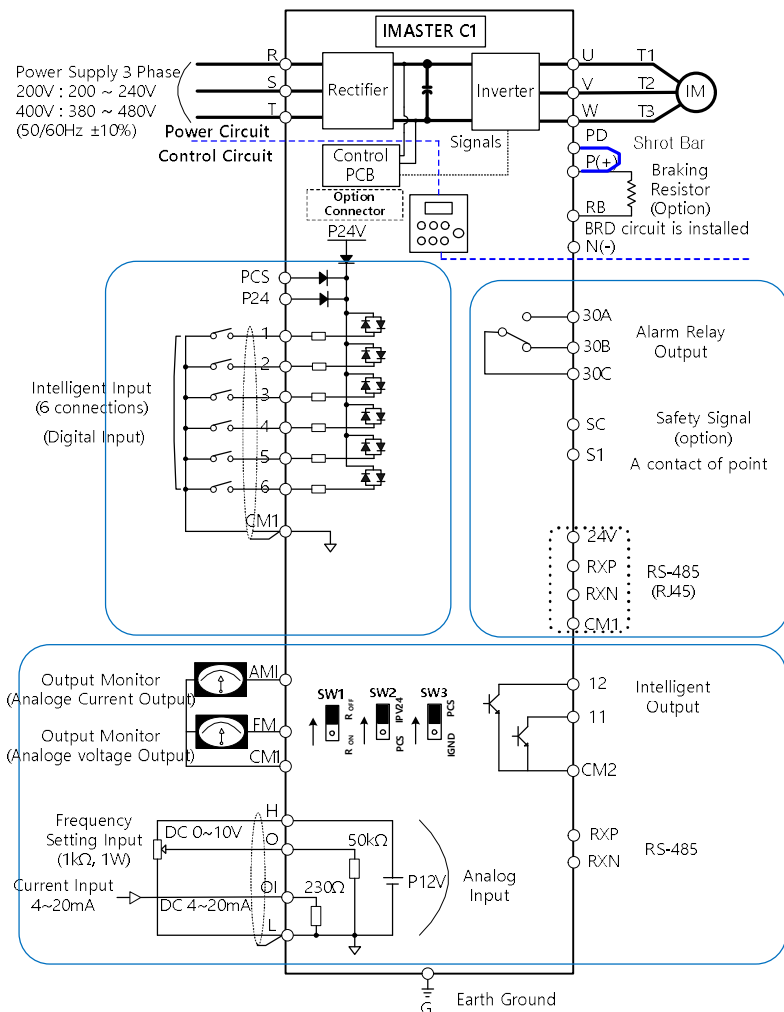 IMASTER C1
Power Supply 3 Phase
200V : 200 ~ 240V
400V : 380 ~ 480V
(50/60Hz ±10%)
R
S
T
Rectifier
Inverter
U
V
W
T1
T2
T3
IM
Power Circuit
Control Circuit
Control
PCB
Signals
Option
Connector
PD
P(+)
RB
N(-)
Shrot Bar
Braking
Resistor
(Option)
BRD circuit is installed
P24V
PCS
P24
1
2
3
4
5
6
CM1
Intelligent Input
(6 connections)
(Digital Input)
30A
30B
30C
Alarm Relay
Output
SC
S1
Safety Signal
(option)
A contact of point
24V
RXP
RXN
CM1
RS-485
(RJ45)
Output Monitor
(Analoge Current Output)
AMI
Output Monitor
(Analoge voltage Output)
FM
CM1
SW1
R OFF
R ON
SW2
IPV24
PCS
SW3
PCS
IGND
12
11
CM2
Intelligent
Output
Frequency
Setting Input
(1kΩ, 1W)
DC 0~10V
H
O
OI
L
50kΩ
230Ω
P12V
Analog
Input
Current Input
4~20mA
DC 4~20mA
RXP
RXN
RS-485
G
Earth Ground